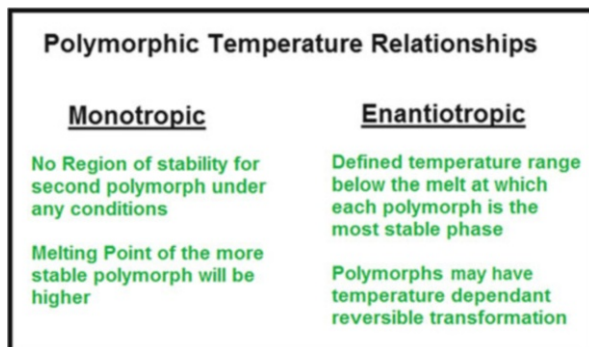 Polymorphic Temperature Relationships
Monotropic
No Region of stability for
second polymorph under
any conditions
Melting Point of the more
stable polymorph will be
higher
Enantiotropic
Defined temperature range
below the melt at which
each polymorph is the
most stable phase
Polymorphs may have
temperature dependant
reversible transformation